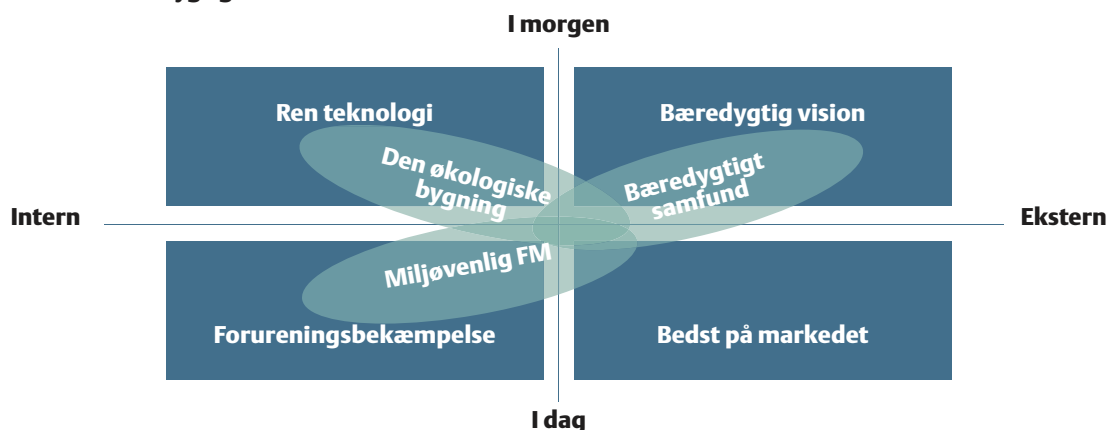 I morgen
Ren teknologi
Bæredygtig vision
Den økologiske
bygning
Bæredygtigt
samfund
Intern
Ekstern
Miljøvenlig FM
Forureningsbekæmpelse
Bedst på markedet
I dag